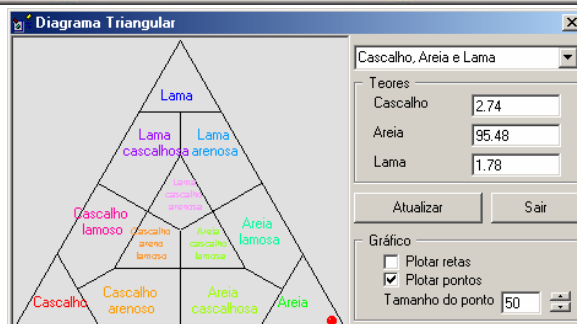 Diagrama Triangular
Cascalho, Areia e Lama
Teores
Cascalho 2.74
Areia 95.48
Lama 1.78
Atualizar Sair
Gráfico
Plotar retas
Plotar pontos
Tamanho do ponto 50
Lama
Lama
cascalhosa
Lama
arenosa
Lama
cascalho
arenosa
Cascalho
lamoso
Cascalho
areno
lamoso
Areia
cascalho
lamosa
Areia
lamosa
Cascalho
Cascalho
arenoso
Areia
cascalhosa
Areia